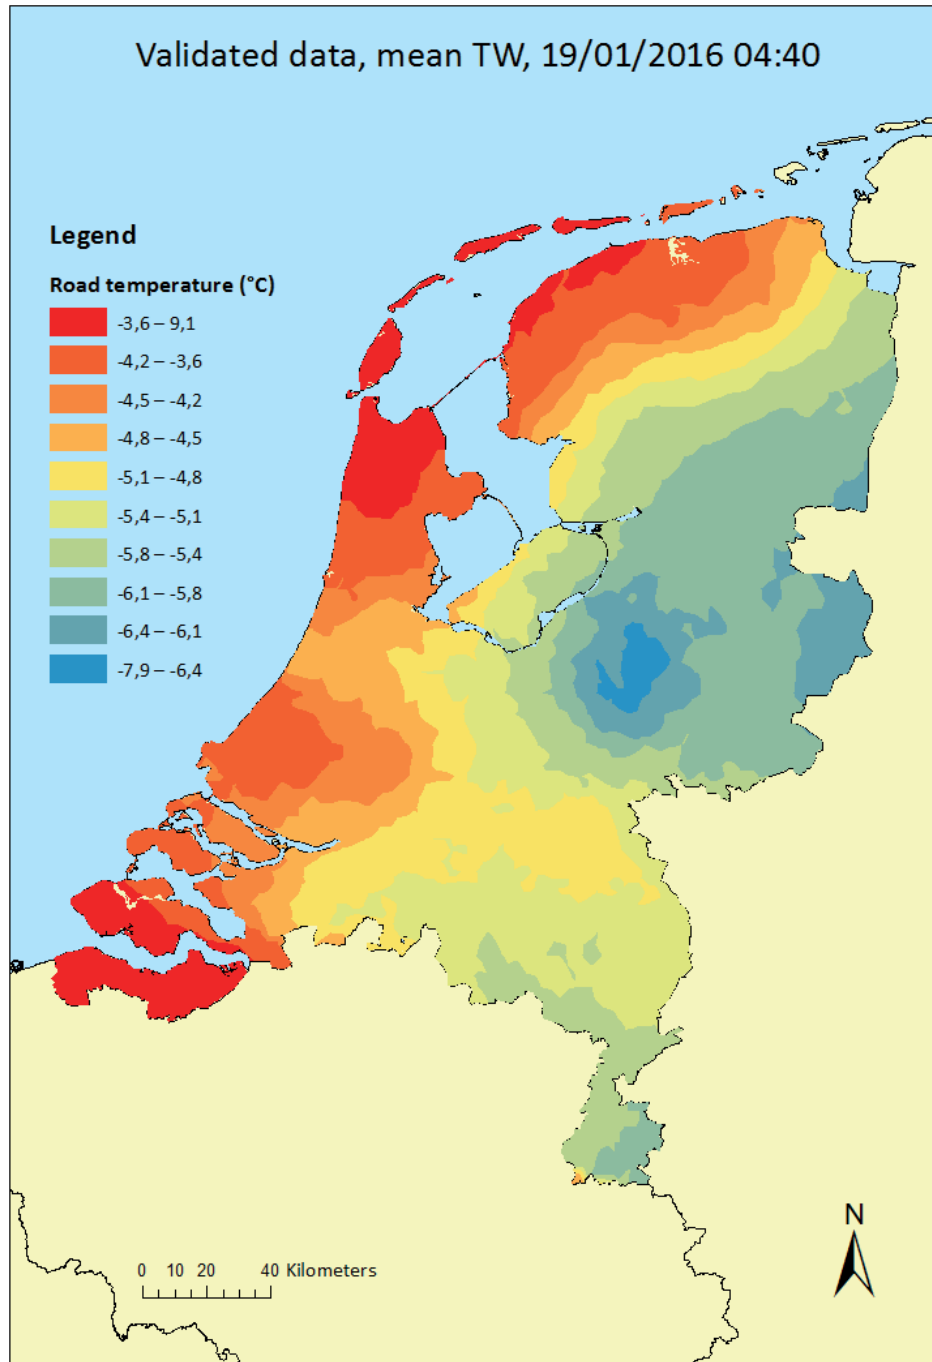 Validated data, mean TW, 19/01/2016 04:40
Legend
Road temperature (°C)
-3,6 – 9,1
-4,2 – -3,6
-4,5 – -4,2
-4,8 – -4,5
-5,1 – -4,8
-5,4 – -5,1
-5,8 – -5,4
-6,1 – -5,8
-6,4 – -6,1
-7,9 – -6,4
N
0 10 20 40 Kilometers